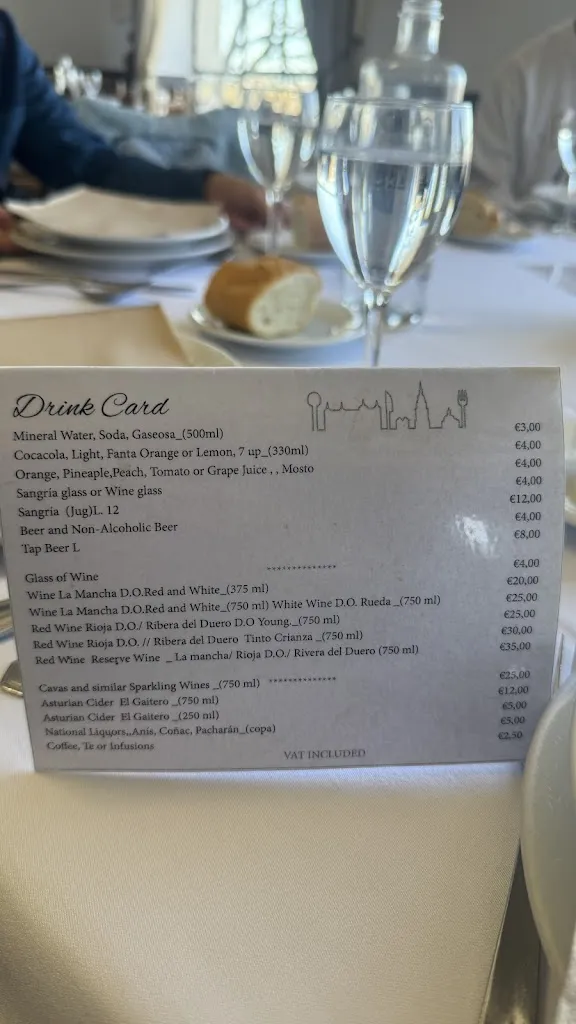 Drink Card
Mineral Water, Soda, Gaseosa_(500ml) €3,00
Cocacola, Light, Fanta Orange or Lemon, 7 up_(330ml) €4,00
Orange, Pineaple,Peach, Tomato or Grape Juice , , Mosto €4,00
Sangría glass or Wine glass €4,00
Sangria (Jug)L. 12 €12,00
Beer and Non-Alcoholic Beer €4,00
Tap Beer L €8,00
**************
Glass of Wine €4,00
Wine La Mancha D.O.Red and White_(375 ml) €20,00
Wine La Mancha D.O.Red and White_(750 ml) White Wine D.O. Rueda _(750 ml) €25,00
Red Wine Rioja D.O./ Ribera del Duero D.O Young._(750 ml) €25,00
Red Wine Rioja D.O. // Ribera del Duero Tinto Crianza _(750 ml) €30,00
Red Wine Reserve Wine _ La mancha/ Rioja D.O./ Rivera del Duero (750 ml) €35,00
**************
Cavas and similar Sparkling Wines _(750 ml) €25,00
Asturian Cider El Gaitero _(750 ml) €12,00
Asturian Cider El Gaitero _(250 ml) €5,00
National Liquors,,Anis, Coñac, Pacharán_(copa) €5,00
Coffee, Te or Infusions €2,50
VAT INCLUDED